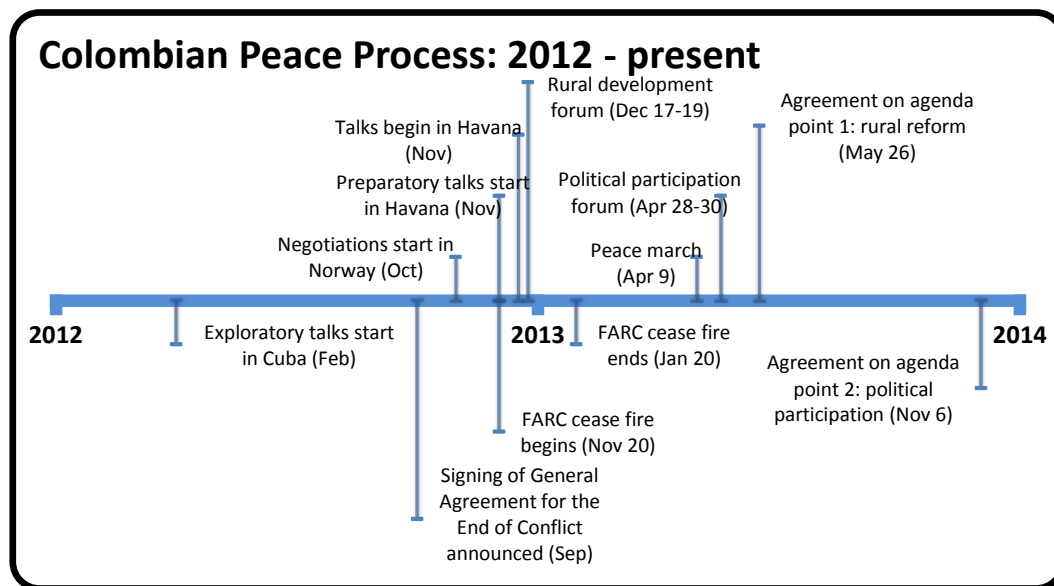 Colombian Peace Process: 2012 - present
Rural development
forum (Dec 17-19)
Agreement on agenda
point 1: rural reform
(May 26)
Talks begin in Havana
(Nov)
Preparatory talks start
in Havana (Nov)
Political participation
forum (Apr 28-30)
Negotiations start in
Norway (Oct)
Peace march
(Apr 9)
2012
2013
2014
Exploratory talks start
in Cuba (Feb)
FARC cease fire
ends (Jan 20)
Agreement on agenda
point 2: political
participation (Nov 6)
FARC cease fire
begins (Nov 20)
Signing of General
Agreement for the
End of Conflict
announced (Sep)